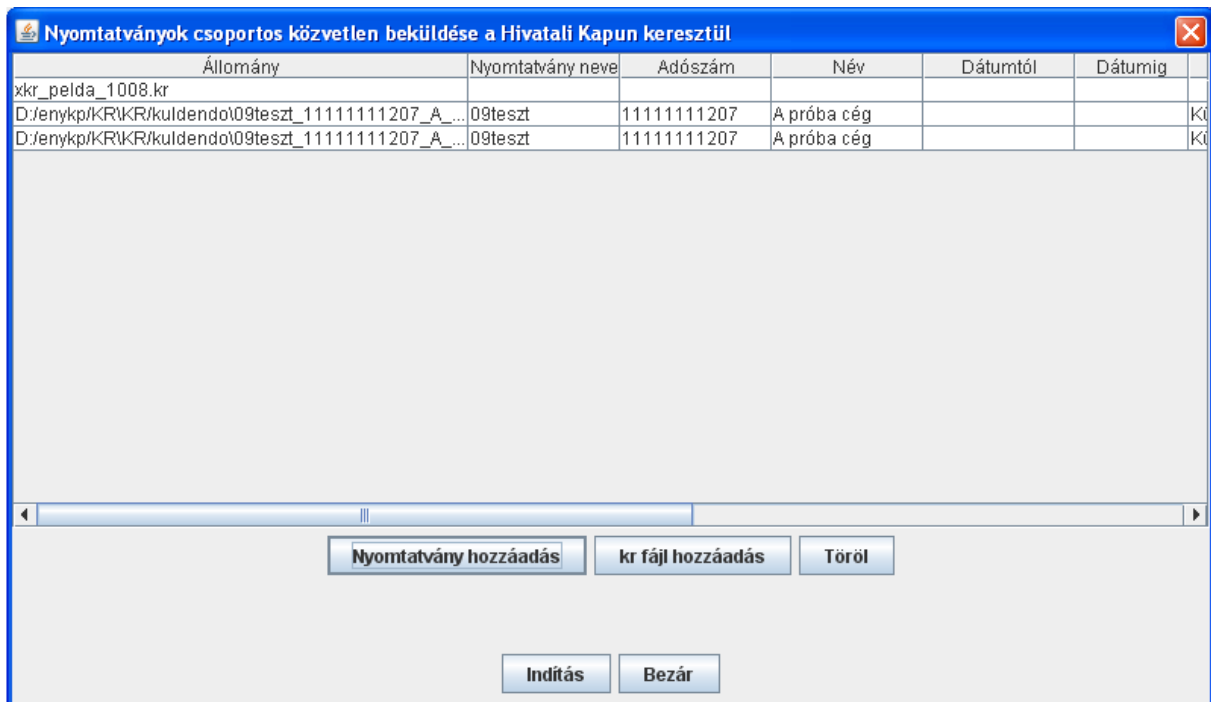 Nyomtatványok csoportos közvetlen beküldése a Hivatali Kapun keresztül
Állomány Nyomtatvány neve Adószám Név Dátumtól Dátumig
xkr_pelda_1008.kr
D:/enykp/KR\KR/kuldendo\09teszt_11111111207_A_... 09teszt 11111111207 A próba cég Kü
D:/enykp/KR\KR/kuldendo\09teszt_11111111207_A_... 09teszt 11111111207 A próba cég Kü
Nyomtatvány hozzáadás kr fájl hozzáadás Töröl
Indítás Bezár